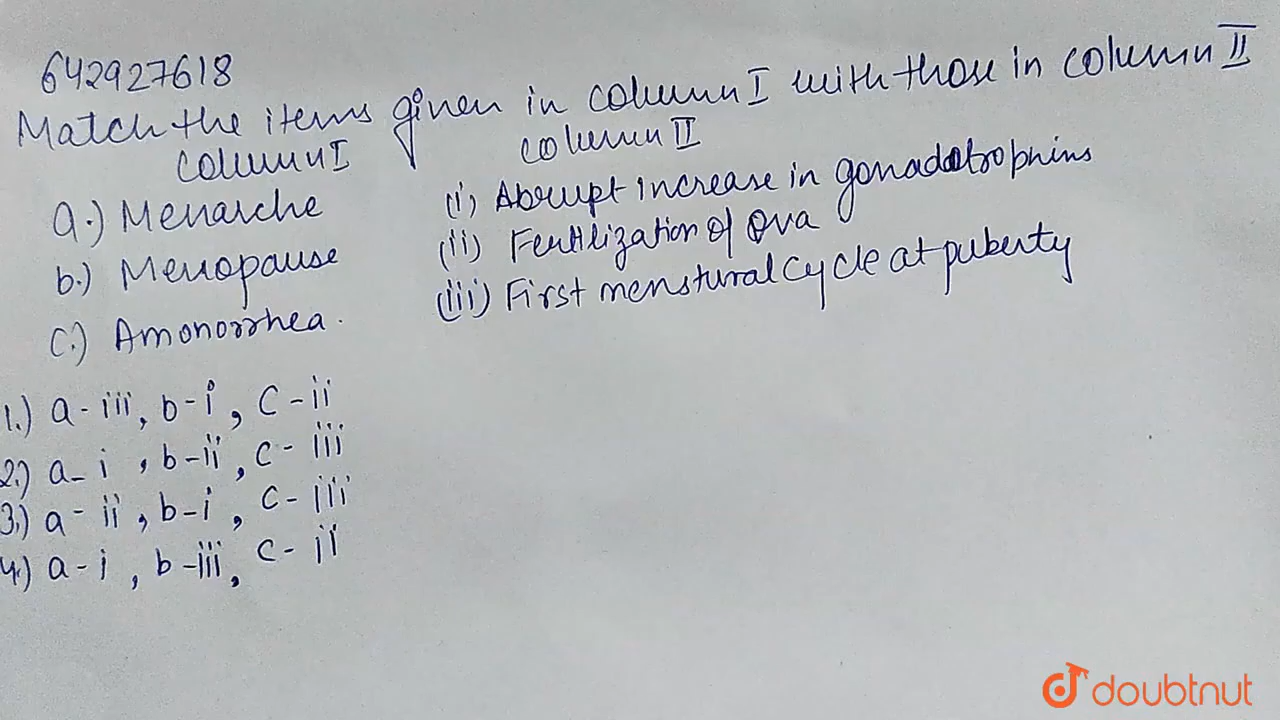 642927618
Match the items given in column I with those in column II
column I column II
a.) Menarche (i) Abrupt increase in gonadotrophins
b.) Menopause (ii) Fertilization of ova
c.) Amonorrhea. (iii) First menstural cycle at puberty
1.) a - iii, b - i, c - ii
2.) a - i, b - ii, c - iii
3.) a - ii, b - i, c - iii
4.) a - i, b - iii, c - ii
doubtnut